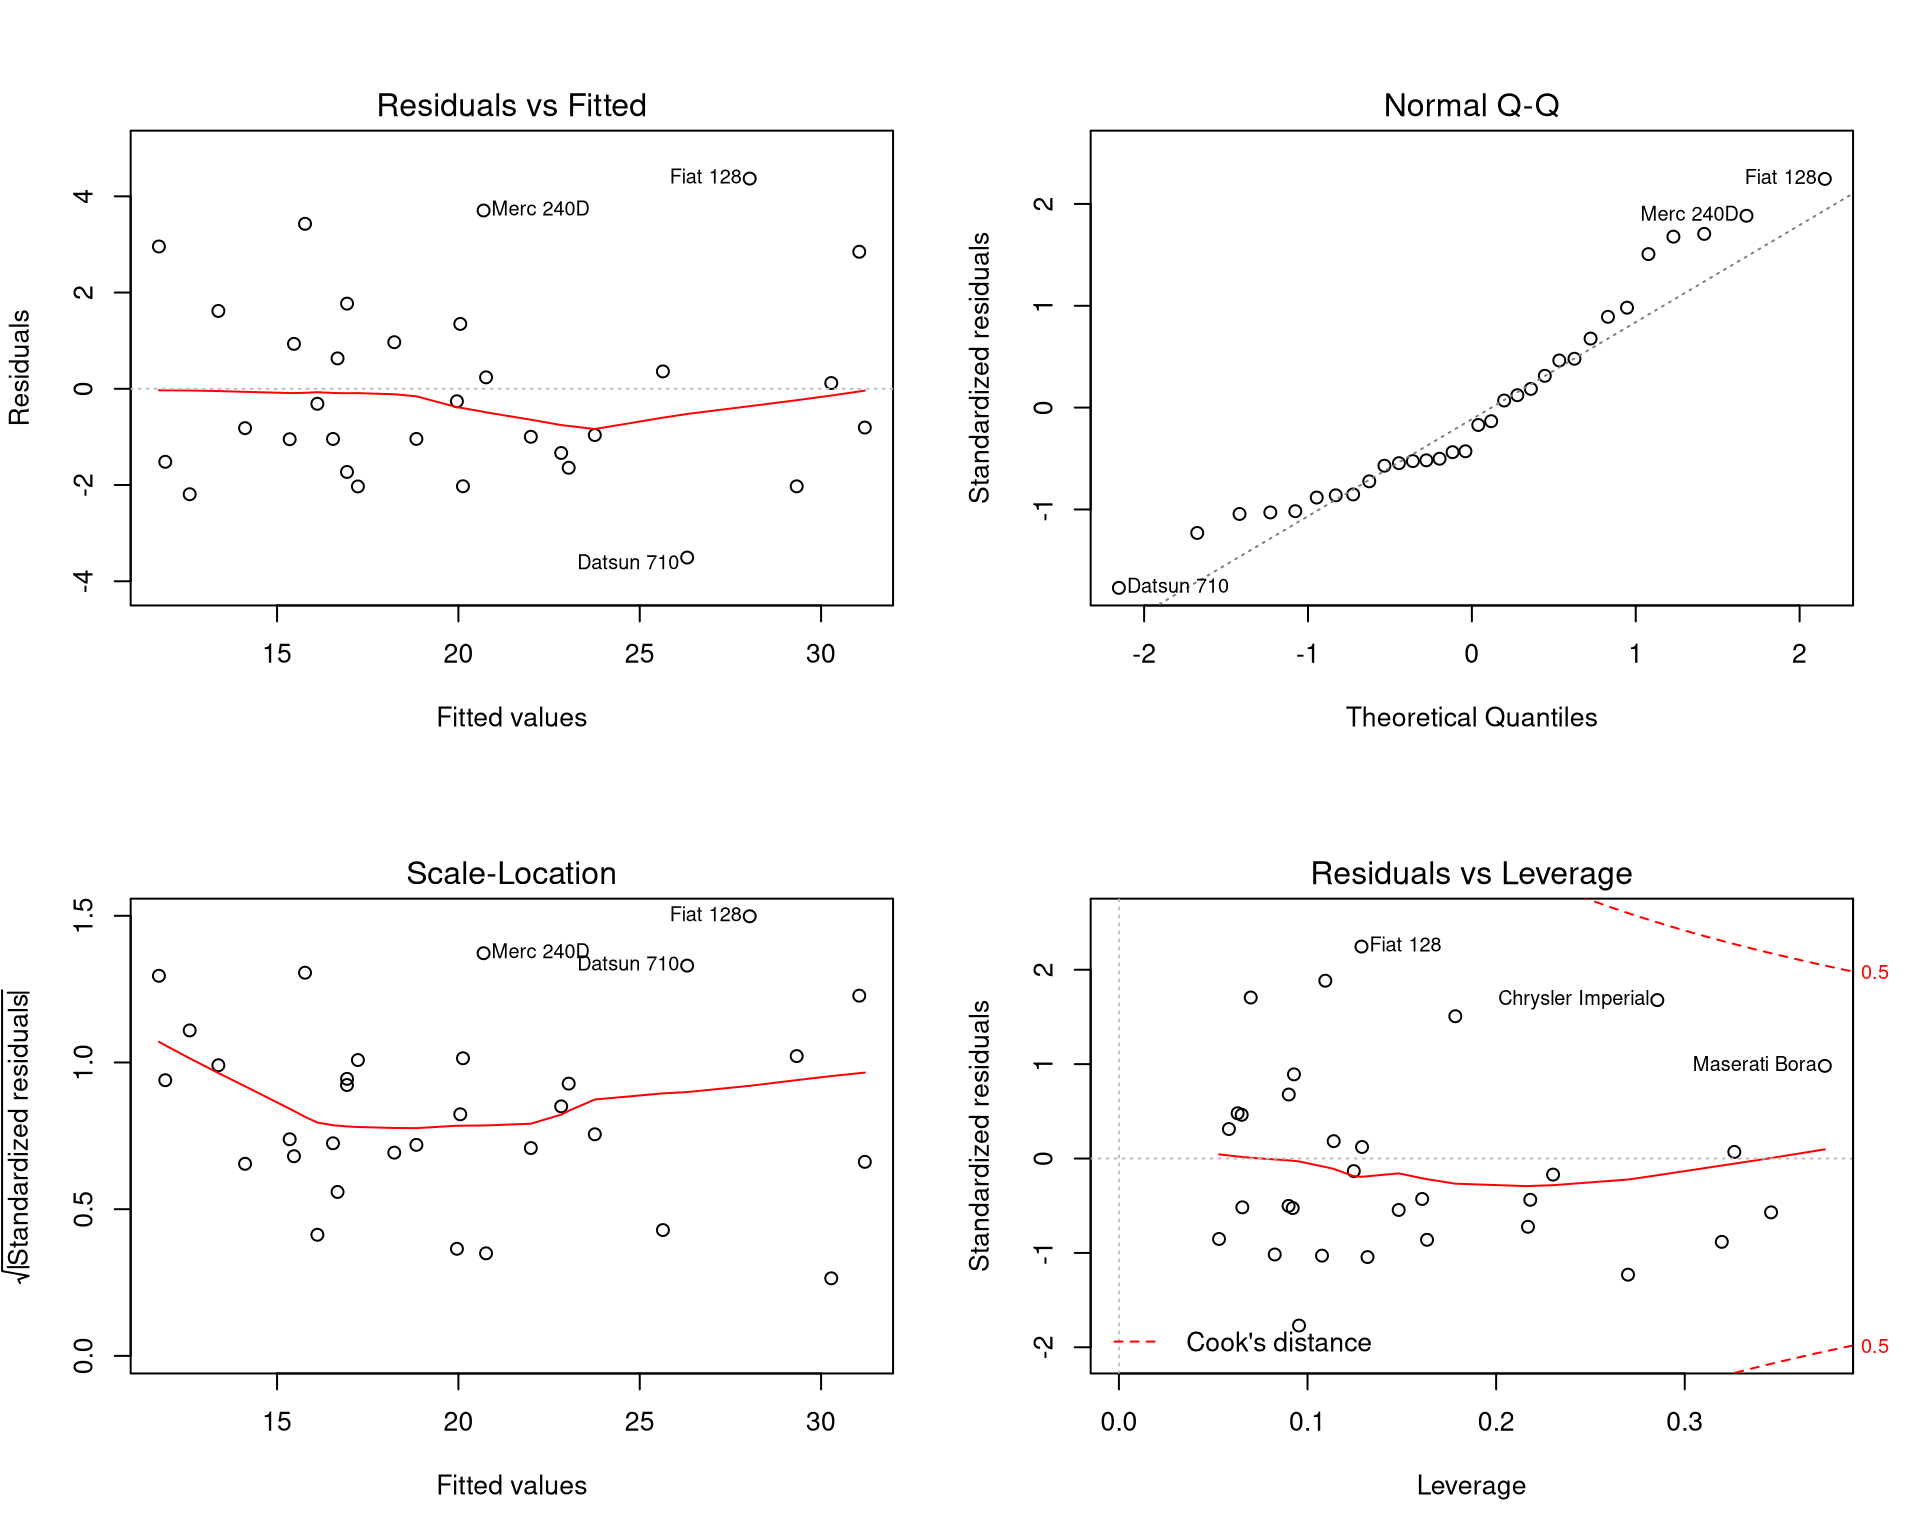 Residuals vs Fitted
Residuals
4
2
0
-2
-4
Fiat 128
Merc 240D
Datsun 710
15 20 25 30
Fitted values
Normal Q-Q
Standardized residuals
2
1
0
-1
Fiat 128
Merc 240D
Datsun 710
-2 -1 0 1 2
Theoretical Quantiles
Scale-Location
√|Standardized residuals|
1.5
1.0
0.5
0.0
Fiat 128
Merc 240D
Datsun 710
15 20 25 30
Fitted values
Residuals vs Leverage
Standardized residuals
2
1
0
-1
-2
Fiat 128
0.5
Chrysler Imperial
Maserati Bora
Cook's distance
0.5
0.0 0.1 0.2 0.3
Leverage